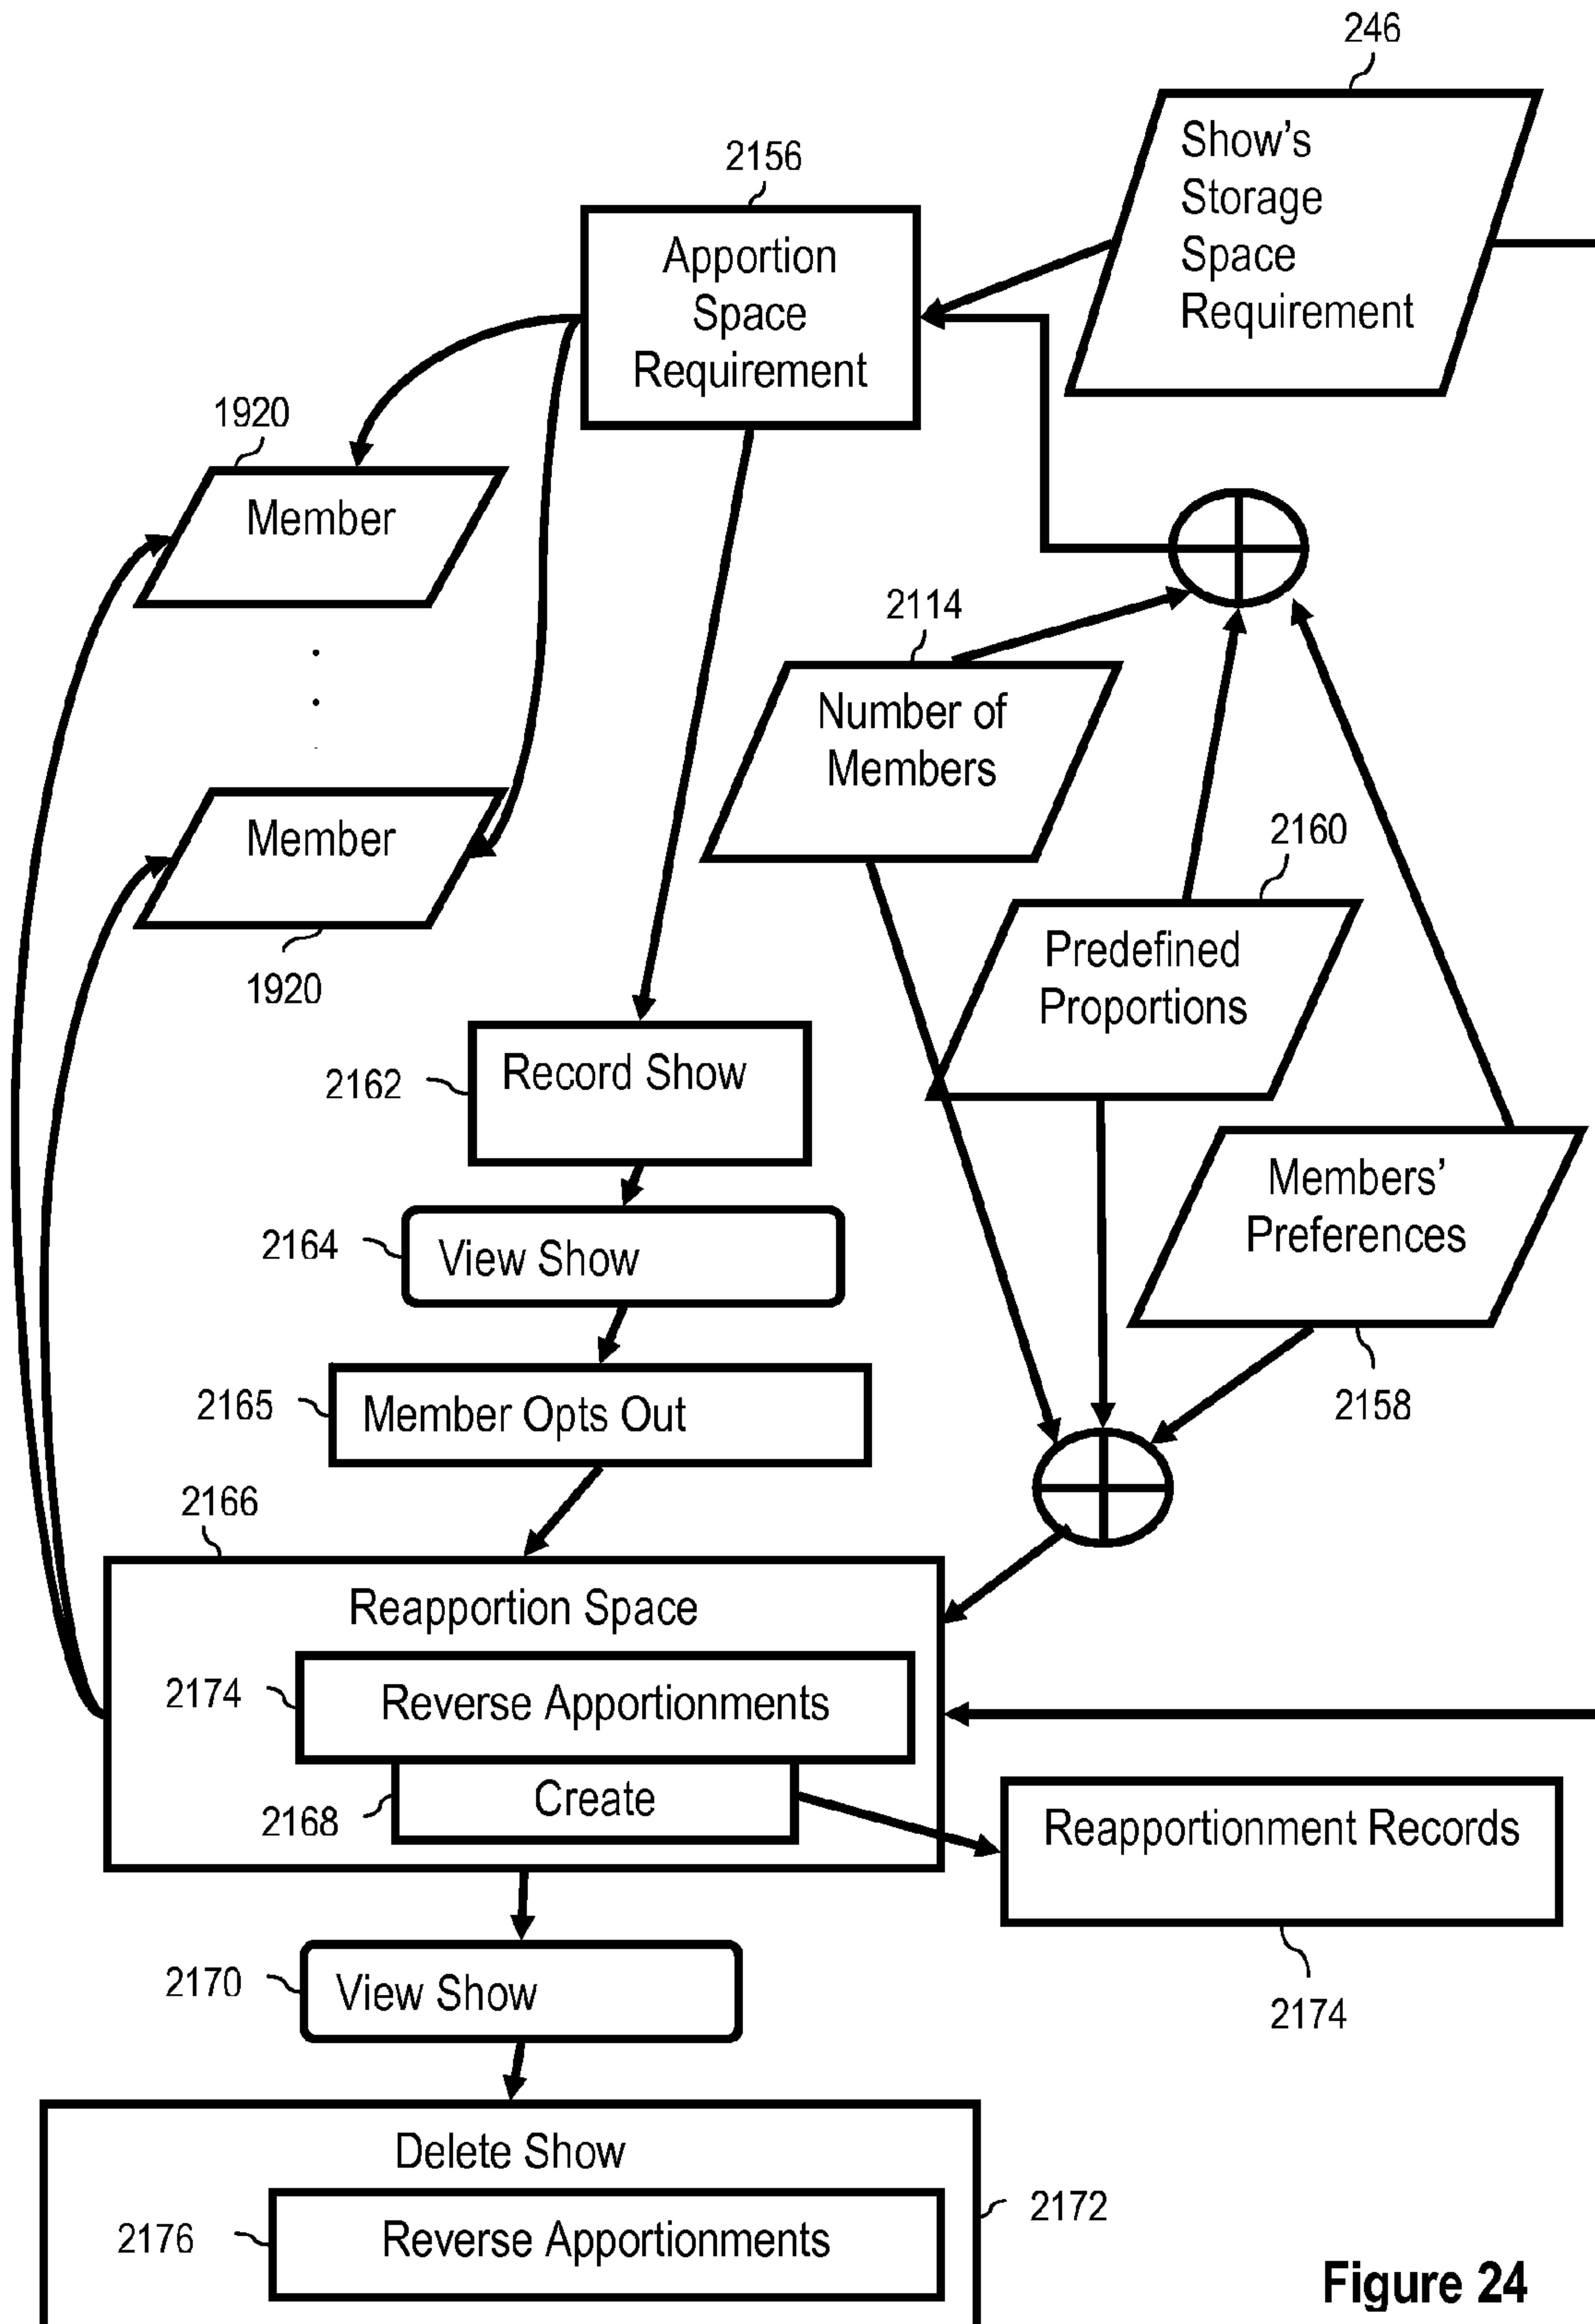 246
Show's
Storage
Space
Requirement
2156
Apportion
Space
Requirement
1920
Member
.
.
.
Member
1920
2114
Number of
Members
2160
Predefined
Proportions
Members'
Preferences
2158
2162
Record Show
2164
View Show
2165
Member Opts Out
2166
Reapportion Space
2174
Reverse Apportionments
2168
Create
Reapportionment Records
2174
2170
View Show
Delete Show
2172
2176
Reverse Apportionments
Figure 24